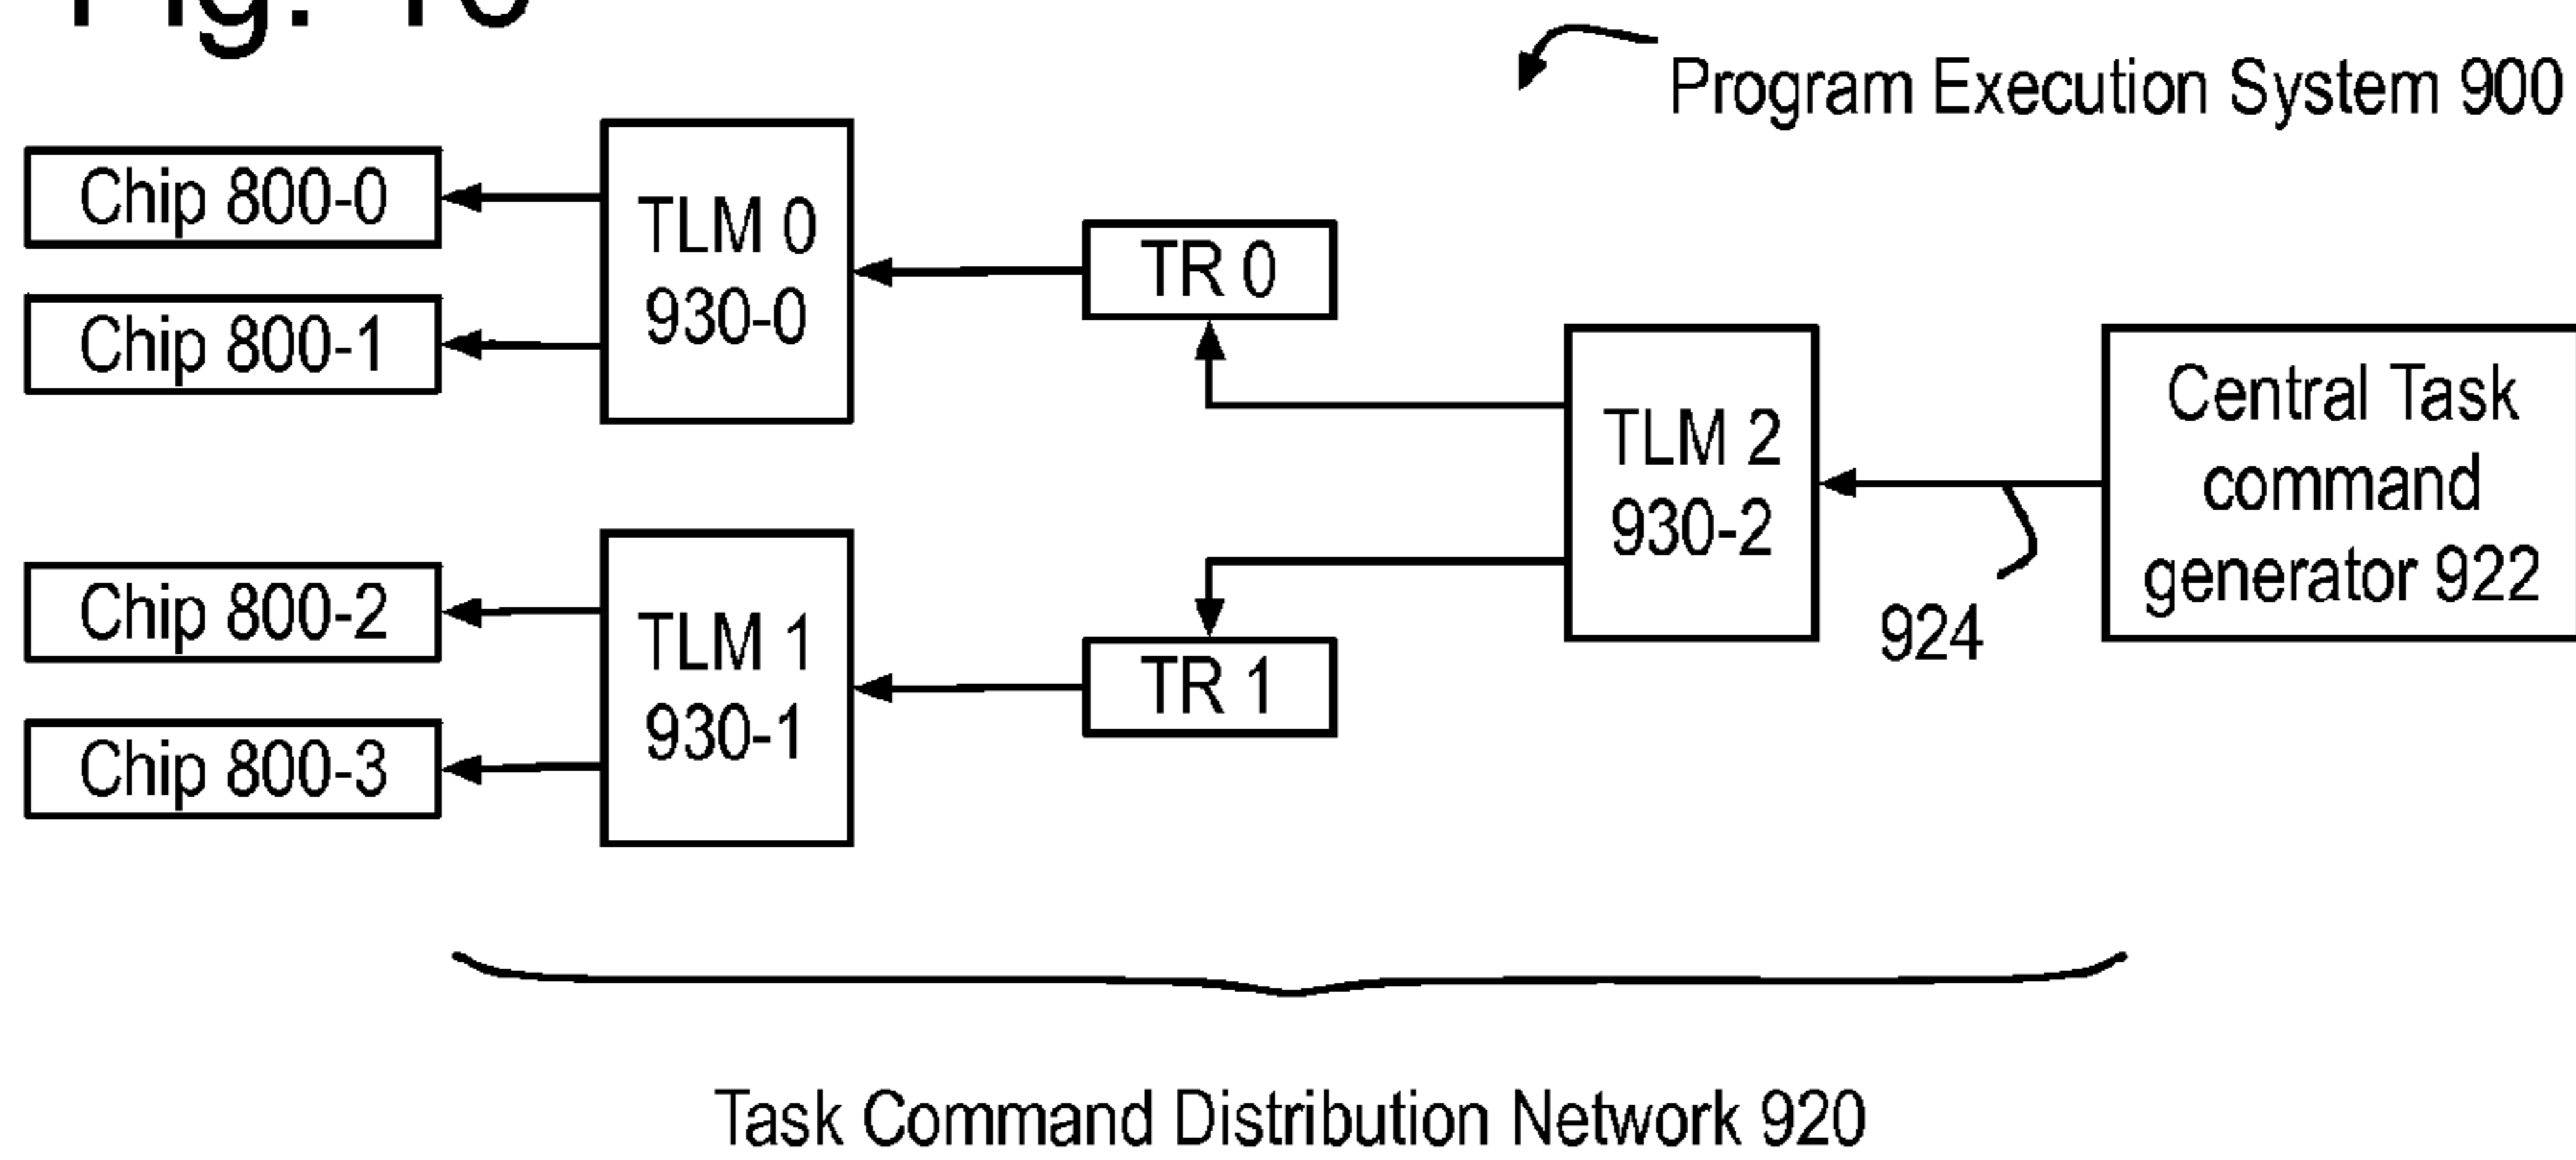 Program Execution System 900
Chip 800-0
Chip 800-1
TLM 0
930-0
TR 0
Chip 800-2
Chip 800-3
TLM 1
930-1
TR 1
TLM 2
930-2
924
Central Task
command
generator 922
Task Command Distribution Network 920